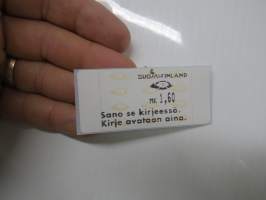 SUOMI-FINLAND
MK 1,60
Sano se kirjeessä.
Kirje avataan aina.